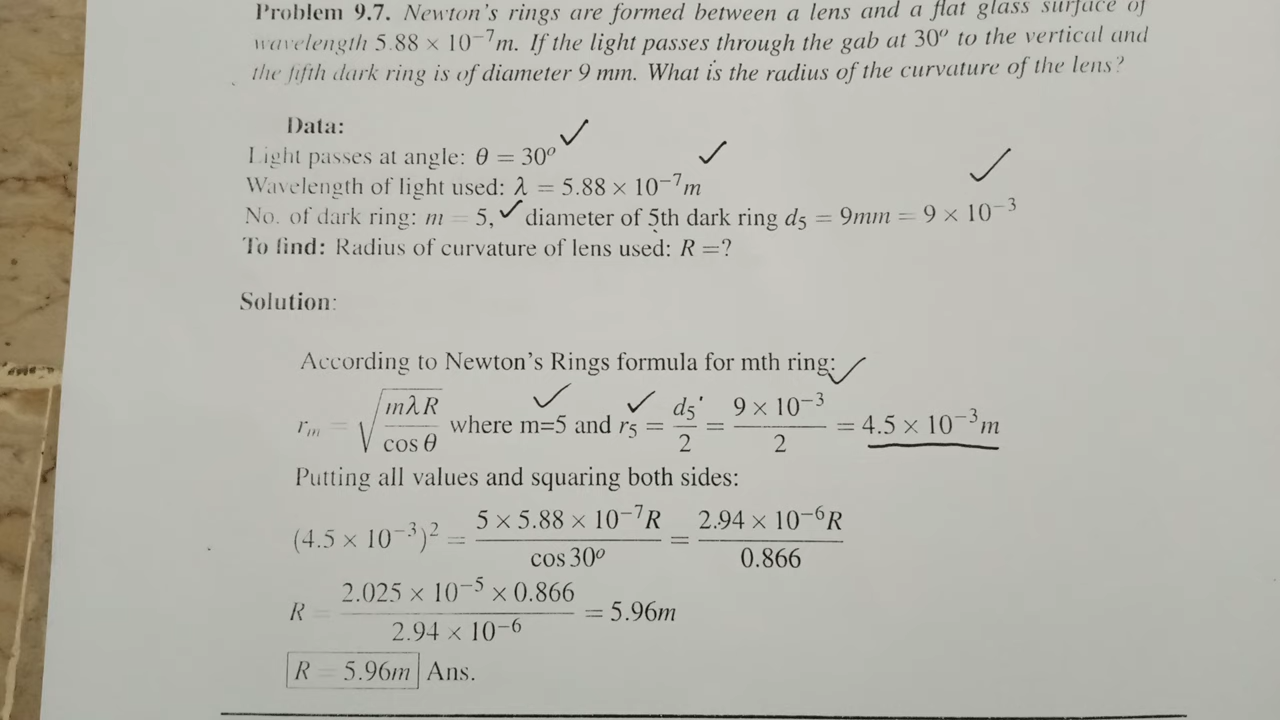 Problem 9.7. Newton's rings are formed between a lens and a flat glass surface of
wavelength 5.88 × 10⁻⁷m. If the light passes through the gab at 30º to the vertical and
the fifth dark ring is of diameter 9 mm. What is the radius of the curvature of the lens?
Data:
Light passes at angle: θ = 30º
Wavelength of light used: λ = 5.88 × 10⁻⁷m
No. of dark ring: m = 5, diameter of 5th dark ring d₅ = 9mm = 9 × 10⁻³
To find: Radius of curvature of lens used: R =?
Solution:
According to Newton's Rings formula for mth ring:
rₘ = √(mλR / cos θ) where m=5 and r₅ = d₅' / 2 = 9 × 10⁻³ / 2 = 4.5 × 10⁻³m
Putting all values and squaring both sides:
(4.5 × 10⁻³)² = 5 × 5.88 × 10⁻⁷R / cos 30º = 2.94 × 10⁻⁶R / 0.866
R = 2.025 × 10⁻⁵ × 0.866 / 2.94 × 10⁻⁶ = 5.96m
R = 5.96m Ans.